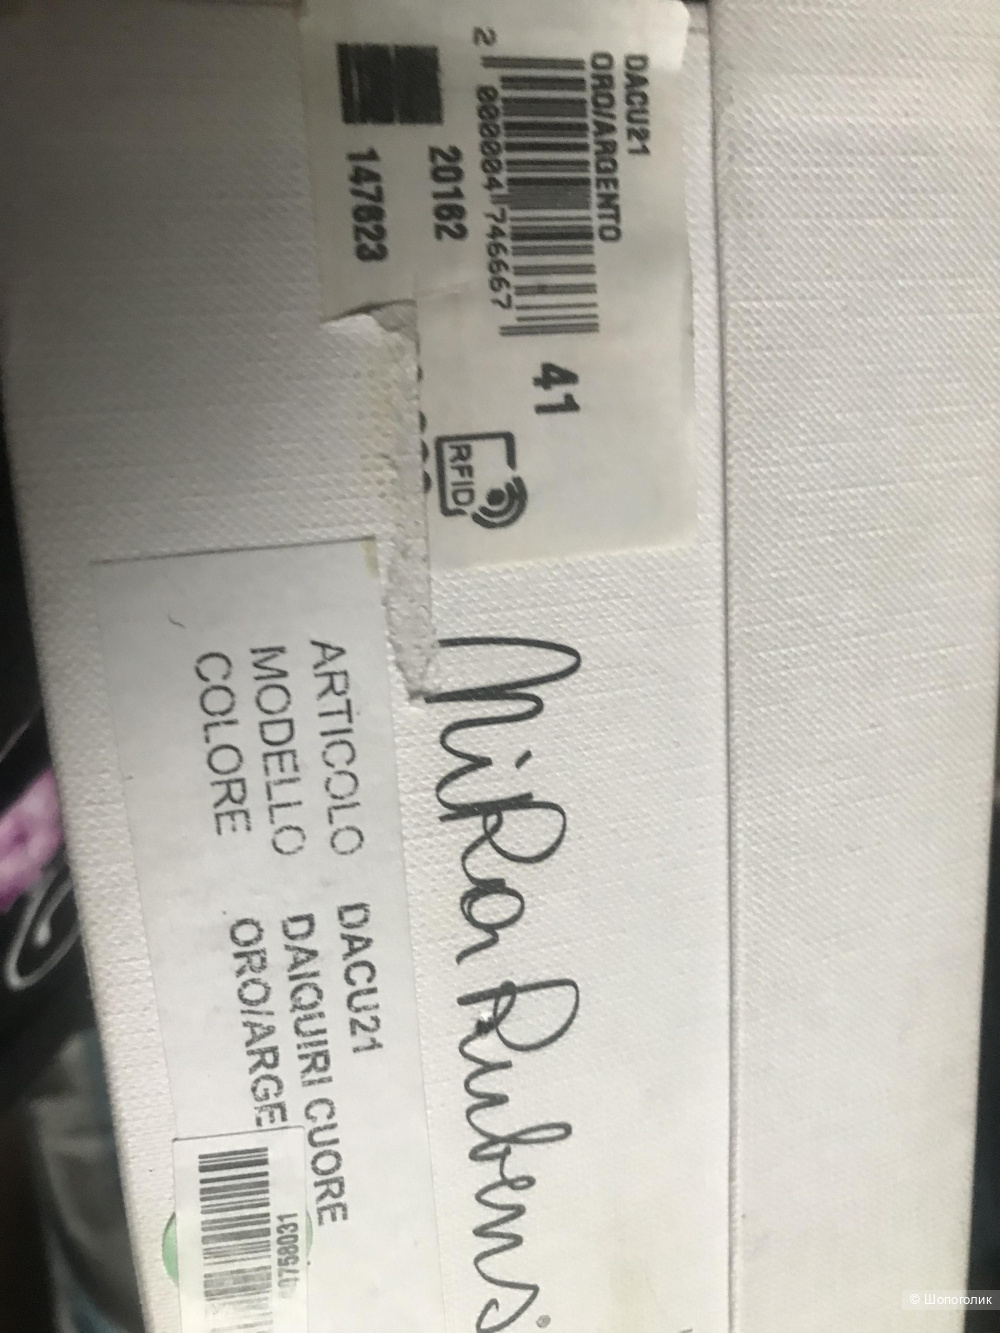 DACU21
ORO/ARGENTO
2 000004 746667
41
20162
147623
RFID
MiRoa Rubens®
ARTICOLO DACU21
MODELLO DAIQUIRI CUORE
COLORE ORO/ARGE
© Шопоголик